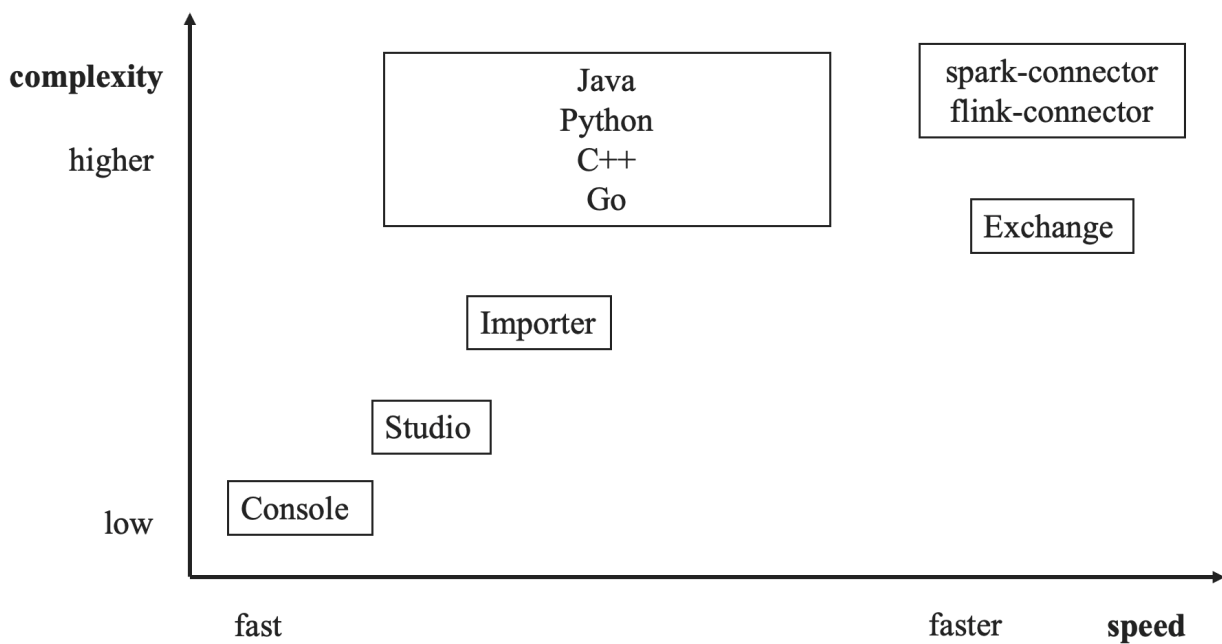 complexity
higher
low
Java
Python
C++
Go
spark-connector
flink-connector
Exchange
Importer
Studio
Console
fast
faster
speed